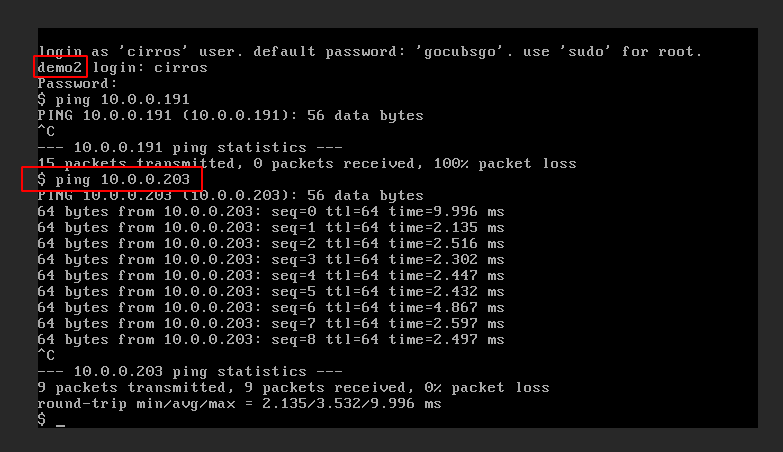 login as 'cirros' user. default password: 'gocubsgo'. use 'sudo' for root.
demo2 login: cirros
Password:
$ ping 10.0.0.191
PING 10.0.0.191 (10.0.0.191): 56 data bytes
^C
--- 10.0.0.191 ping statistics ---
15 packets transmitted, 0 packets received, 100% packet loss
$ ping 10.0.0.203
PING 10.0.0.203 (10.0.0.203): 56 data bytes
64 bytes from 10.0.0.203: seq=0 ttl=64 time=9.996 ms
64 bytes from 10.0.0.203: seq=1 ttl=64 time=2.135 ms
64 bytes from 10.0.0.203: seq=2 ttl=64 time=2.516 ms
64 bytes from 10.0.0.203: seq=3 ttl=64 time=2.302 ms
64 bytes from 10.0.0.203: seq=4 ttl=64 time=2.447 ms
64 bytes from 10.0.0.203: seq=5 ttl=64 time=2.432 ms
64 bytes from 10.0.0.203: seq=6 ttl=64 time=4.867 ms
64 bytes from 10.0.0.203: seq=7 ttl=64 time=2.597 ms
64 bytes from 10.0.0.203: seq=8 ttl=64 time=2.497 ms
^C
--- 10.0.0.203 ping statistics ---
9 packets transmitted, 9 packets received, 0% packet loss
round-trip min/avg/max = 2.135/3.532/9.996 ms
$ _